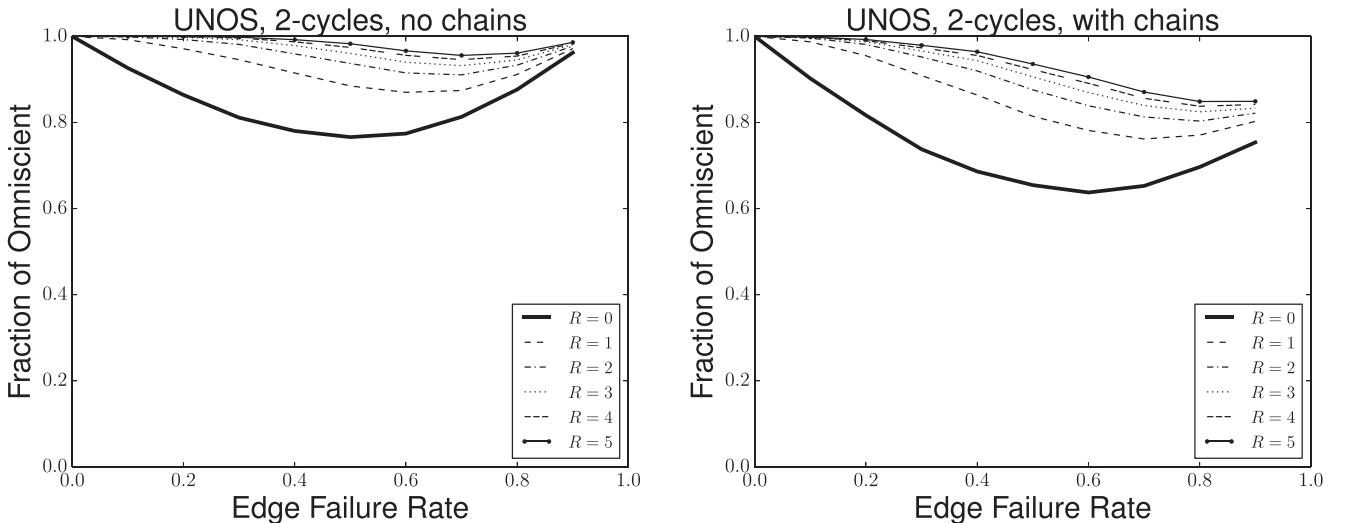 UNOS, 2-cycles, no chains
Fraction of Omniscient
1.0
0.8
0.6
0.4
0.2
0.0
R = 0
R = 1
R = 2
R = 3
R = 4
R = 5
0.0 0.2 0.4 0.6 0.8 1.0
Edge Failure Rate
UNOS, 2-cycles, with chains
Fraction of Omniscient
1.0
0.8
0.6
0.4
0.2
0.0
R = 0
R = 1
R = 2
R = 3
R = 4
R = 5
0.0 0.2 0.4 0.6 0.8 1.0
Edge Failure Rate